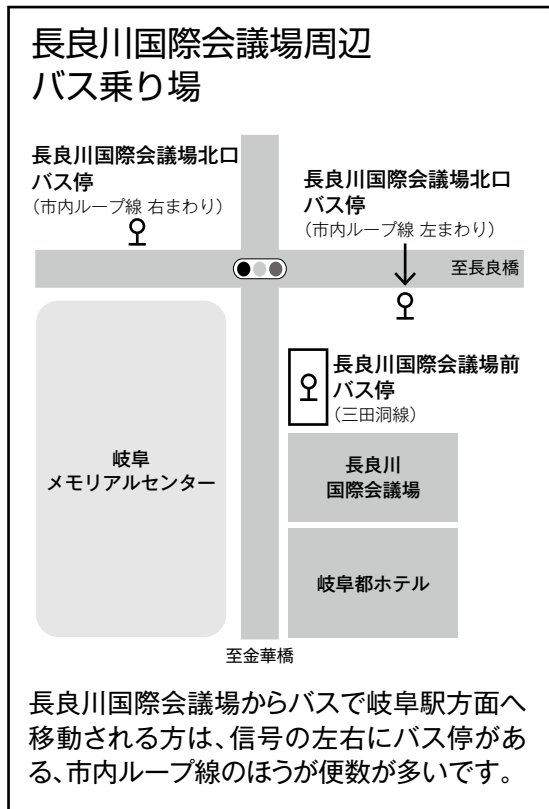 長良川国際会議場周辺
バス乗り場
長良川国際会議場北口
バス停
（市内ループ線 右まわり）
長良川国際会議場北口
バス停
（市内ループ線 左まわり）
至長良橋
長良川国際会議場前
バス停
（三田洞線）
岐阜
メモリアルセンター
長良川
国際会議場
岐阜都ホテル
至金華橋
長良川国際会議場からバスで岐阜駅方面へ
移動される方は、信号の左右にバス停があ
る、市内ループ線のほうが便数が多いです。